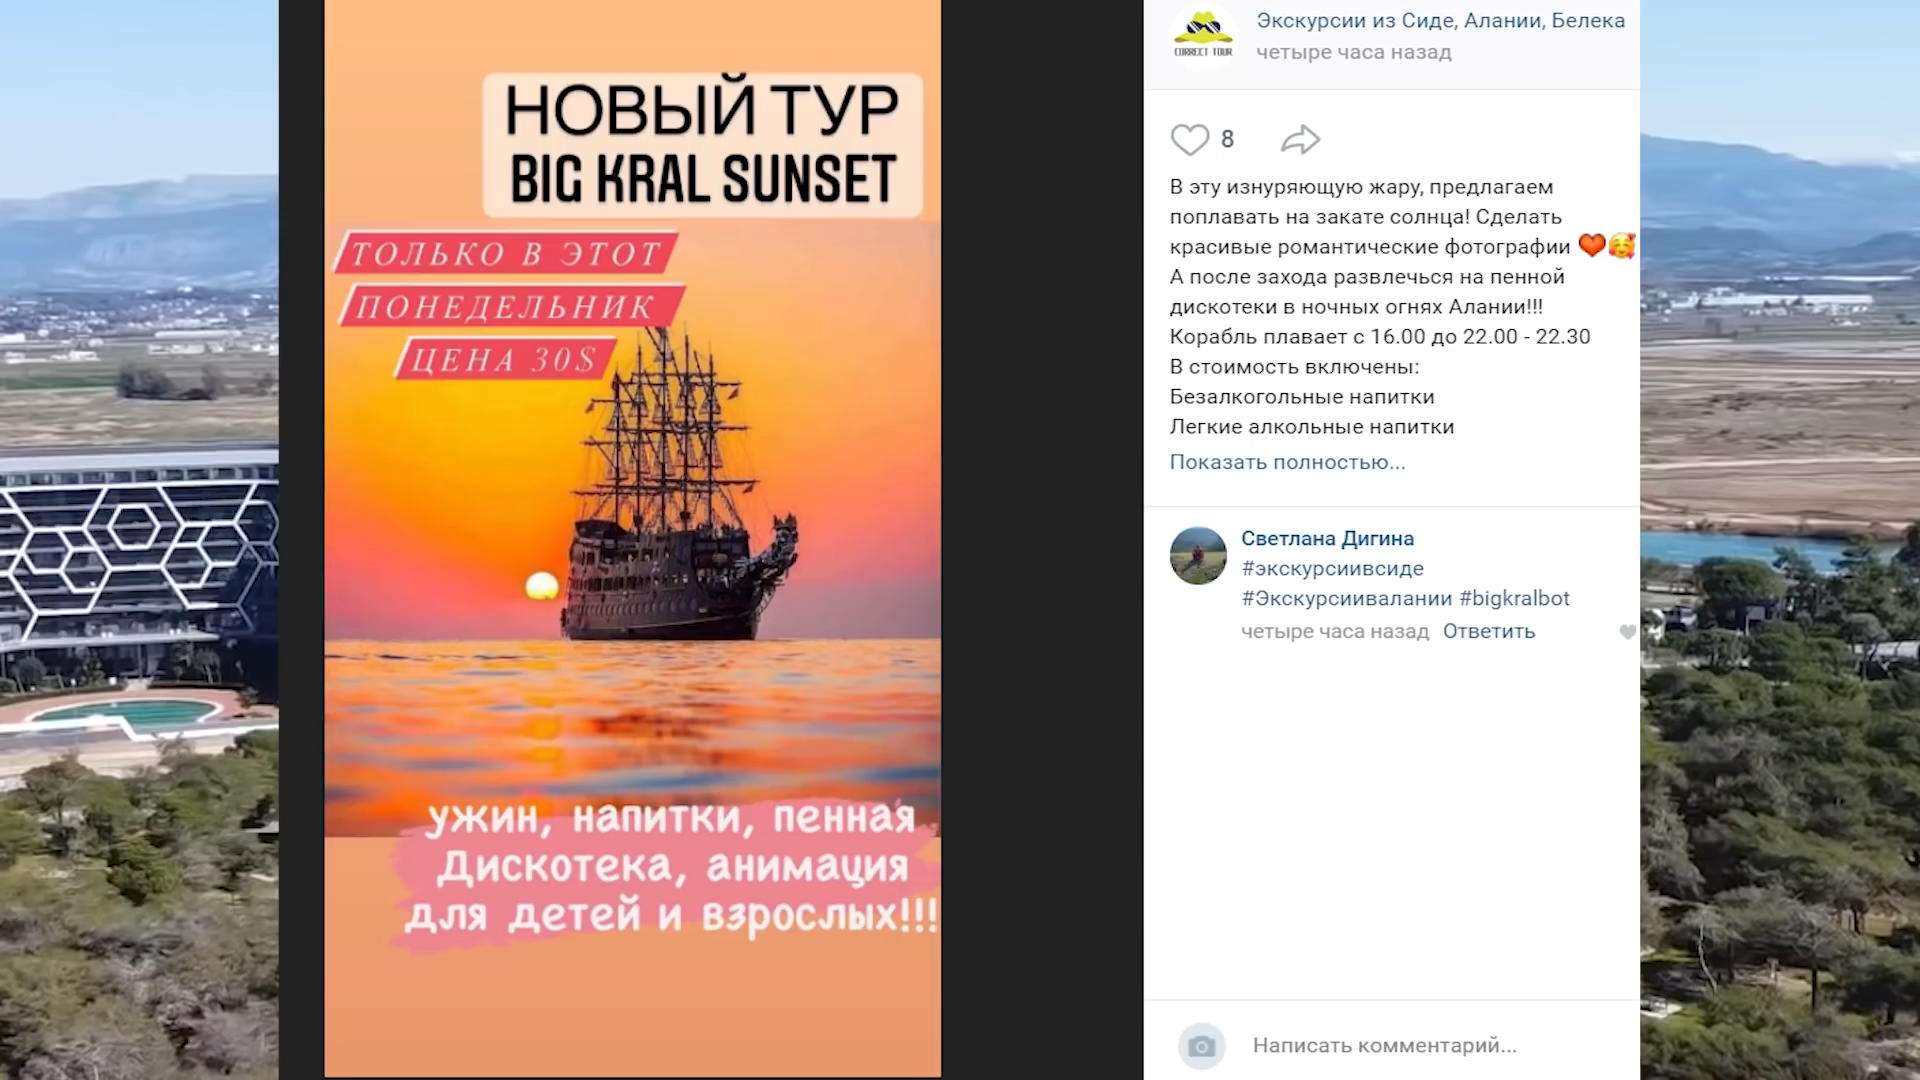 НОВЫЙ ТУР
BIG KRAL SUNSET
ТОЛЬКО В ЭТОТ
ПОНЕДЕЛЬНИК
ЦЕНА 30$
ужин, напитки, пенная
Дискотека, анимация
для детей и взрослых!!!
CORRECT TOUR
Экскурсии из Сиде, Алании, Белека
четыре часа назад
8
В эту изнуряющую жару, предлагаем
поплавать на закате солнца! Сделать
красивые романтические фотографии ❤️🥰
А после захода развлечься на пенной
дискотеки в ночных огнях Алании!!!
Корабль плавает с 16.00 до 22.00 - 22.30
В стоимость включены:
Безалкогольные напитки
Легкие алкольные напитки
Показать полностью...
Светлана Дигина
#экскурсиивсиде
#Экскурсиивалании #bigkralbot
четыре часа назад Ответить
Написать комментарий...